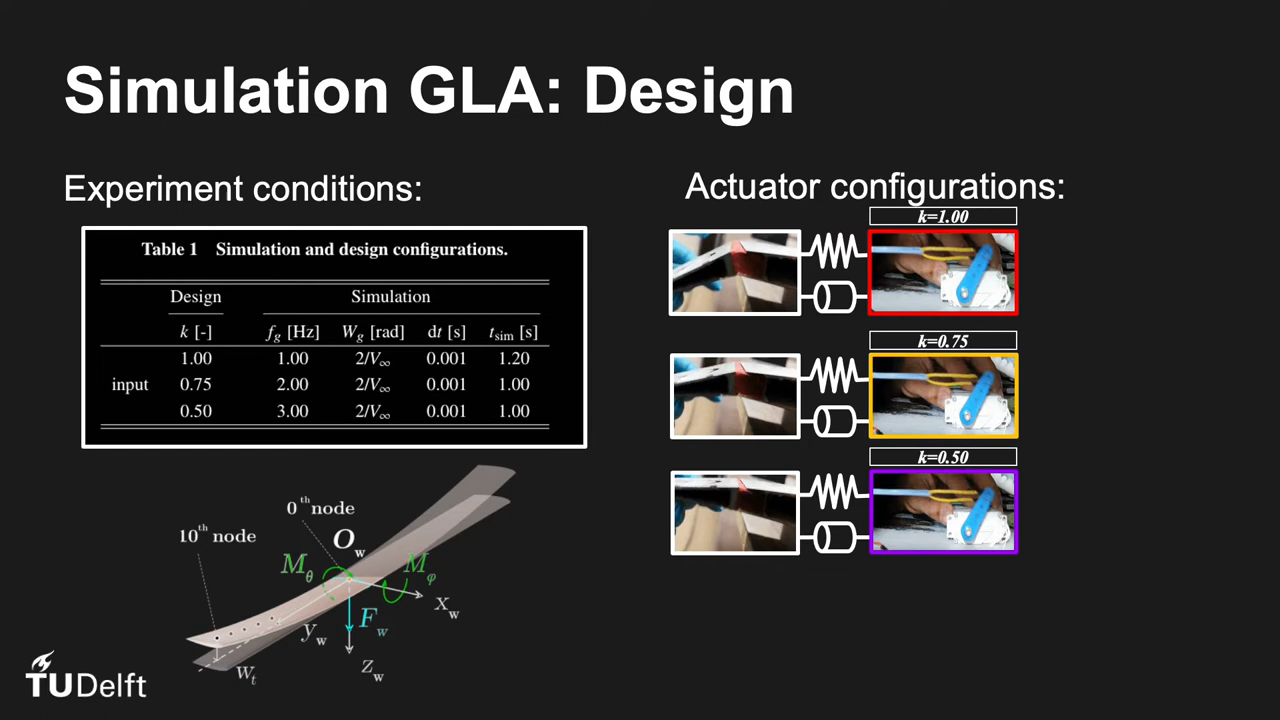 Simulation GLA: Design
Experiment conditions:
Table 1 Simulation and design configurations.
Design Simulation
k [-] f_g [Hz] W_g [rad] dt [s] t_sim [s]
1.00 1.00 2/V_∞ 0.001 1.20
input 0.75 2.00 2/V_∞ 0.001 1.00
0.50 3.00 2/V_∞ 0.001 1.00
0th node
10th node
O_w
M_θ
M_φ
X_w
F_w
y_w
Z_w
W_t
TUDelft
Actuator configurations:
k=1.00
k=0.75
k=0.50